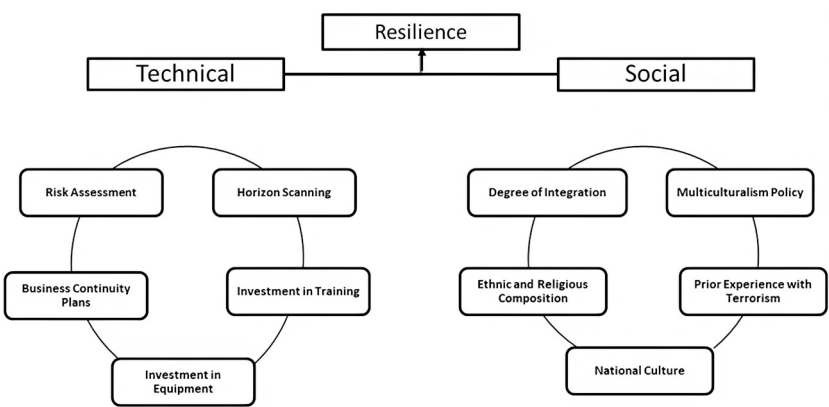 Resilience
Technical
Social
Risk Assessment
Horizon Scanning
Business Continuity
Plans
Investment in Training
Investment in
Equipment
Degree of Integration
Multiculturalism Policy
Ethnic and Religious
Composition
Prior Experience with
Terrorism
National Culture